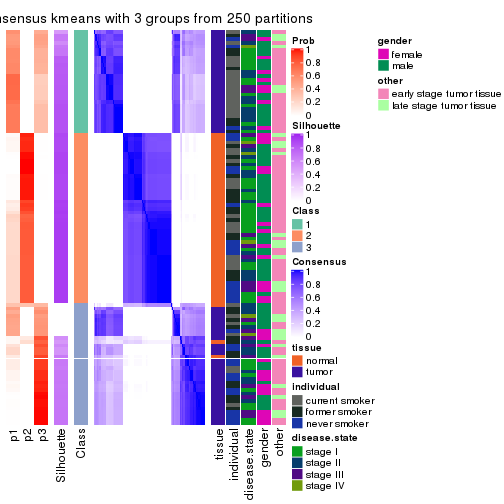 nsensus kmeans with 3 groups from 250 partitions
Prob
1
0.8
0.6
0.4
0.2
0
Silhouette
1
0.8
0.6
0.4
0.2
0
Class
1
2
3
Consensus
1
0.8
0.6
0.4
0.2
0
tissue
normal
tumor
individual
current smoker
former smoker
never smoker
disease.state
stage I
stage II
stage III
stage IV
gender
female
male
other
early stage tumor tissue
late stage tumor tissue
p1
p2
p3
Silhouette
Class
tissue
individual
disease.state
gender
other